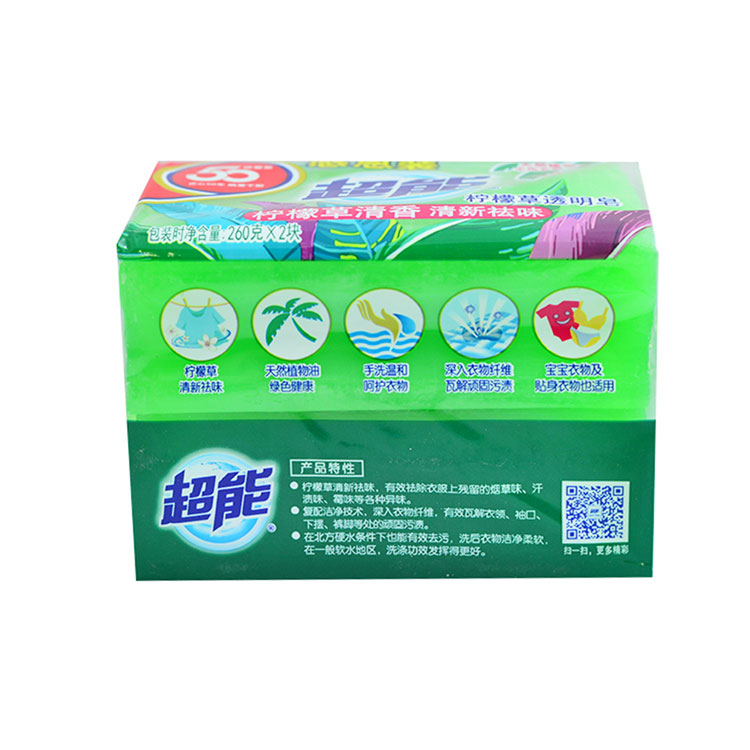 50
感恩装
超能
柠檬草透明皂
柠檬草清香 清新祛味
包装时净含量: 260克×2块
柠檬草
清新祛味
天然植物油
绿色健康
手洗温和
呵护衣物
深入衣物纤维
瓦解顽固污渍
宝宝衣物及
贴身衣物也适用
超能®
产品特性
●柠檬草清新祛味，有效祛除衣服上残留的烟草味、汗
渍味、霉味等各种异味。
●复配洁净技术，深入衣物纤维，有效瓦解衣领、袖口、
下摆、裤脚等处的顽固污渍。
●在北方硬水条件下也能有效去污，洗后衣物洁净柔软，
在一般软水地区，洗涤功效发挥得更好。
扫一扫，更多精彩